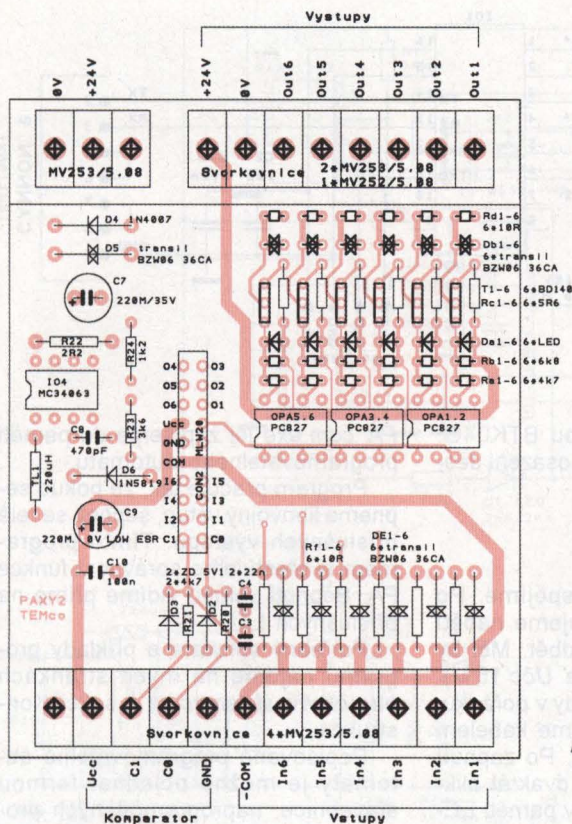 Vystupy
0V
+24V
+24V
0V
Out6
Out5
Out4
Out3
Out2
Out1
MV253/5.08
Svorkovnice 2*MV253/5.08
1*MV252/5.08
D4 1N4007
D5 transil
BZW06 36CA
C7
220M/35V
R22
2R2
R24
1k2
IO4
MC34063
R23
3k6
C8
470pF
TL1
220uH
D6
1N5819
C9
220M. 8V LOW ESR
C10
100n
Rd1-6
6*10R
Db1-6
6*transil
BZW06 36CA
T1-6 6*BD140
Rc1-6 6*5R6
Da1-6 6*LED
Rb1-6 6*6k8
Ra1-6 6*4k7
OPA5.6
PC827
OPA3.4
PC827
OPA1.2
PC827
O4 O3
O5 O2
O6 O1
Ucc
GND
COM
CON2 MLW20
I6 I5
I4 I3
I2 I1
C1 C0
2*ZD 5V1
2*4k7
2*22n
D3
R21
D2
R20
C4
C3
Rf1-6
6*10R
DE1-6
6*transil
BZW06 36CA
PAXY2
TEMco
Svorkovnice 4*MV253/5.08
Ucc
C1
C0
GND
-COM
In6
In5
In4
In3
In2
In1
Komparator
Vstupy